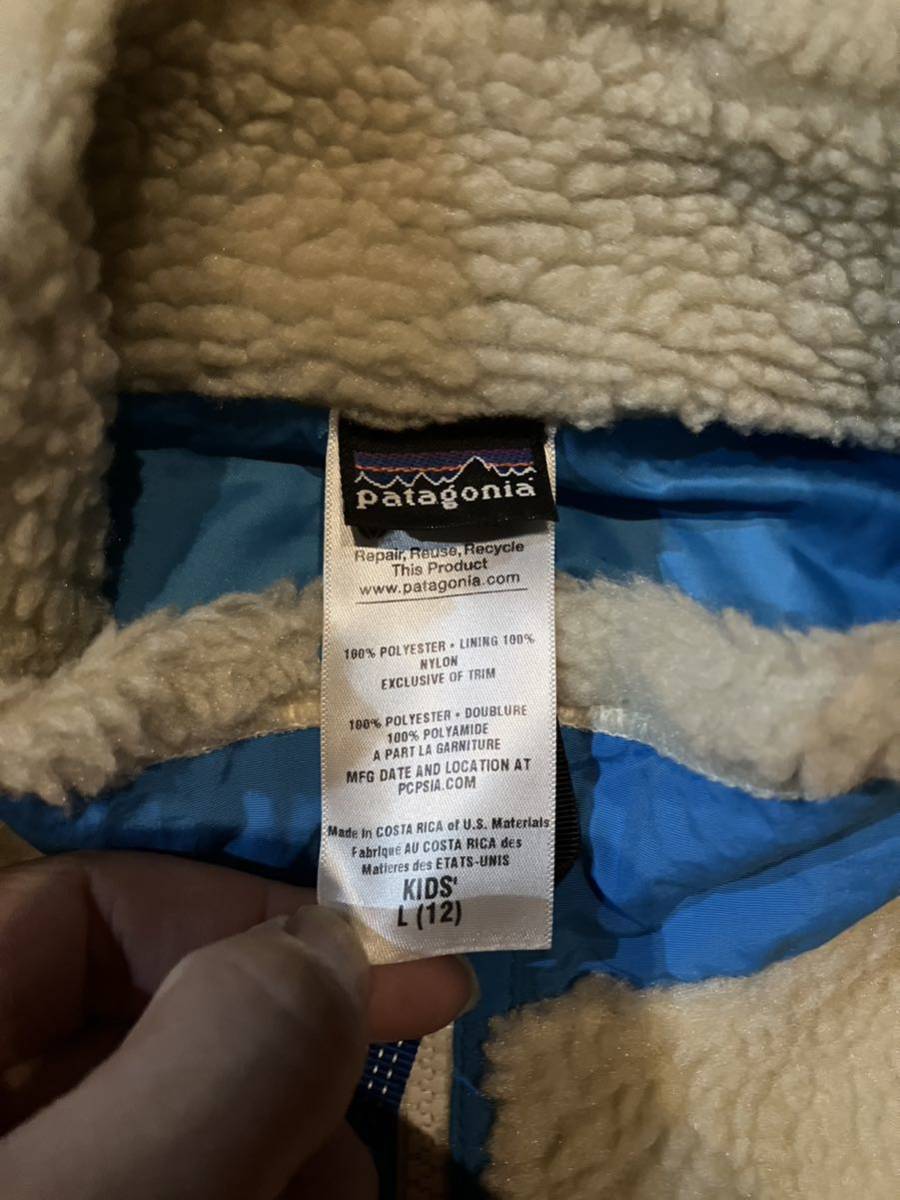 patagonia
Repair, Reuse, Recycle
This Product
www.patagonia.com
100% POLYESTER • LINING 100%
NYLON
EXCLUSIVE OF TRIM
100% POLYESTER • DOUBLURE
100% POLYAMIDE
A PART LA GARNITURE
MFG DATE AND LOCATION AT
PCPSIA.COM
Made in COSTA RICA of U.S. Materials
Fabriqué AU COSTA RICA des
Matieres des ETATS-UNIS
KIDS'
L (12)